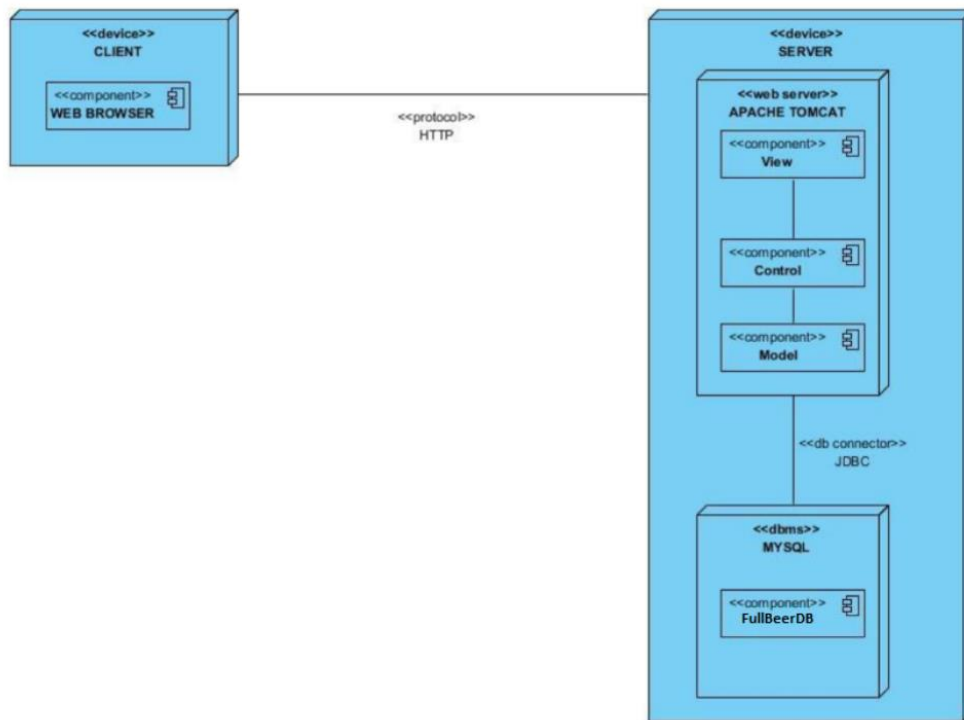 <<device>>
CLIENT
<<component>>
WEB BROWSER
<<protocol>>
HTTP
<<device>>
SERVER
<<web server>>
APACHE TOMCAT
<<component>>
View
<<component>>
Control
<<component>>
Model
<<db connector>>
JDBC
<<dbms>>
MYSQL
<<component>>
FullBeerDB